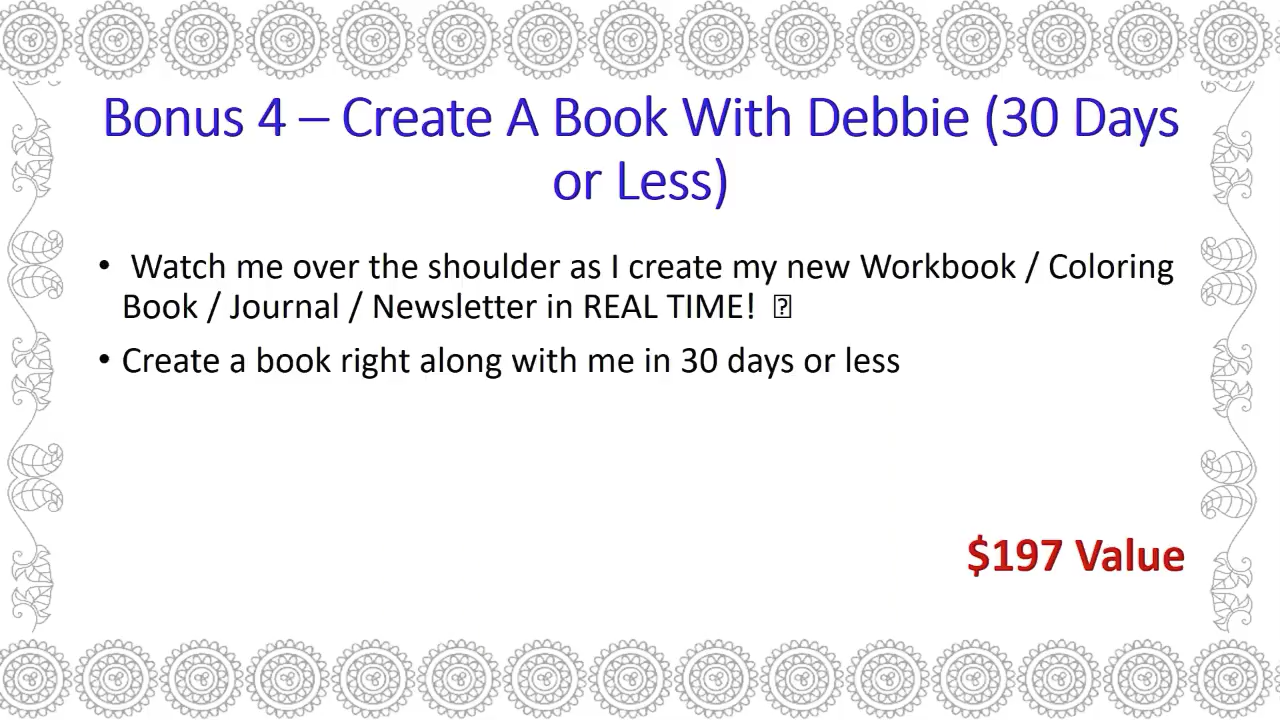 Bonus 4 – Create A Book With Debbie (30 Days
or Less)
• Watch me over the shoulder as I create my new Workbook / Coloring
Book / Journal / Newsletter in REAL TIME! 
• Create a book right along with me in 30 days or less
$197 Value